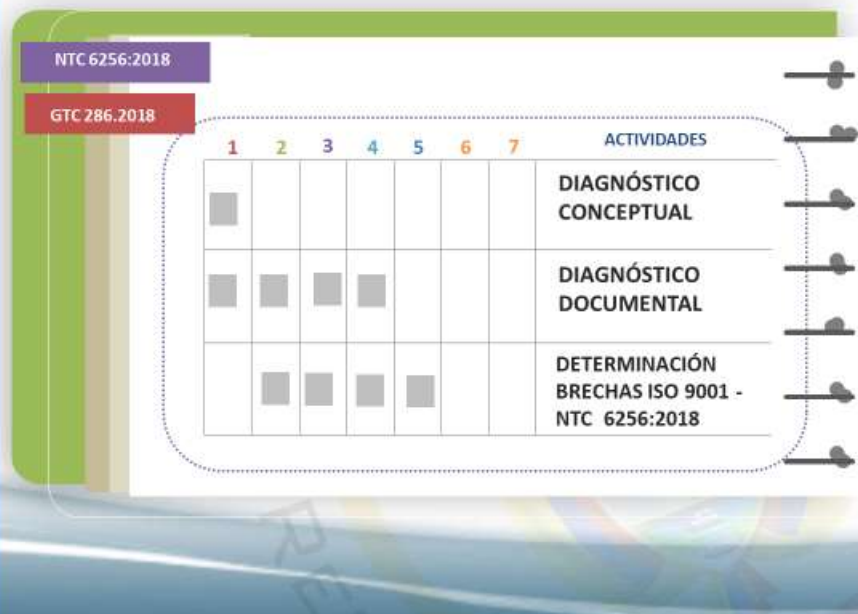 NTC 6256:2018
GTC 286.2018
1 2 3 4 5 6 7 ACTIVIDADES
DIAGNÓSTICO
CONCEPTUAL
DIAGNÓSTICO
DOCUMENTAL
DETERMINACIÓN
BRECHAS ISO 9001 -
NTC 6256:2018